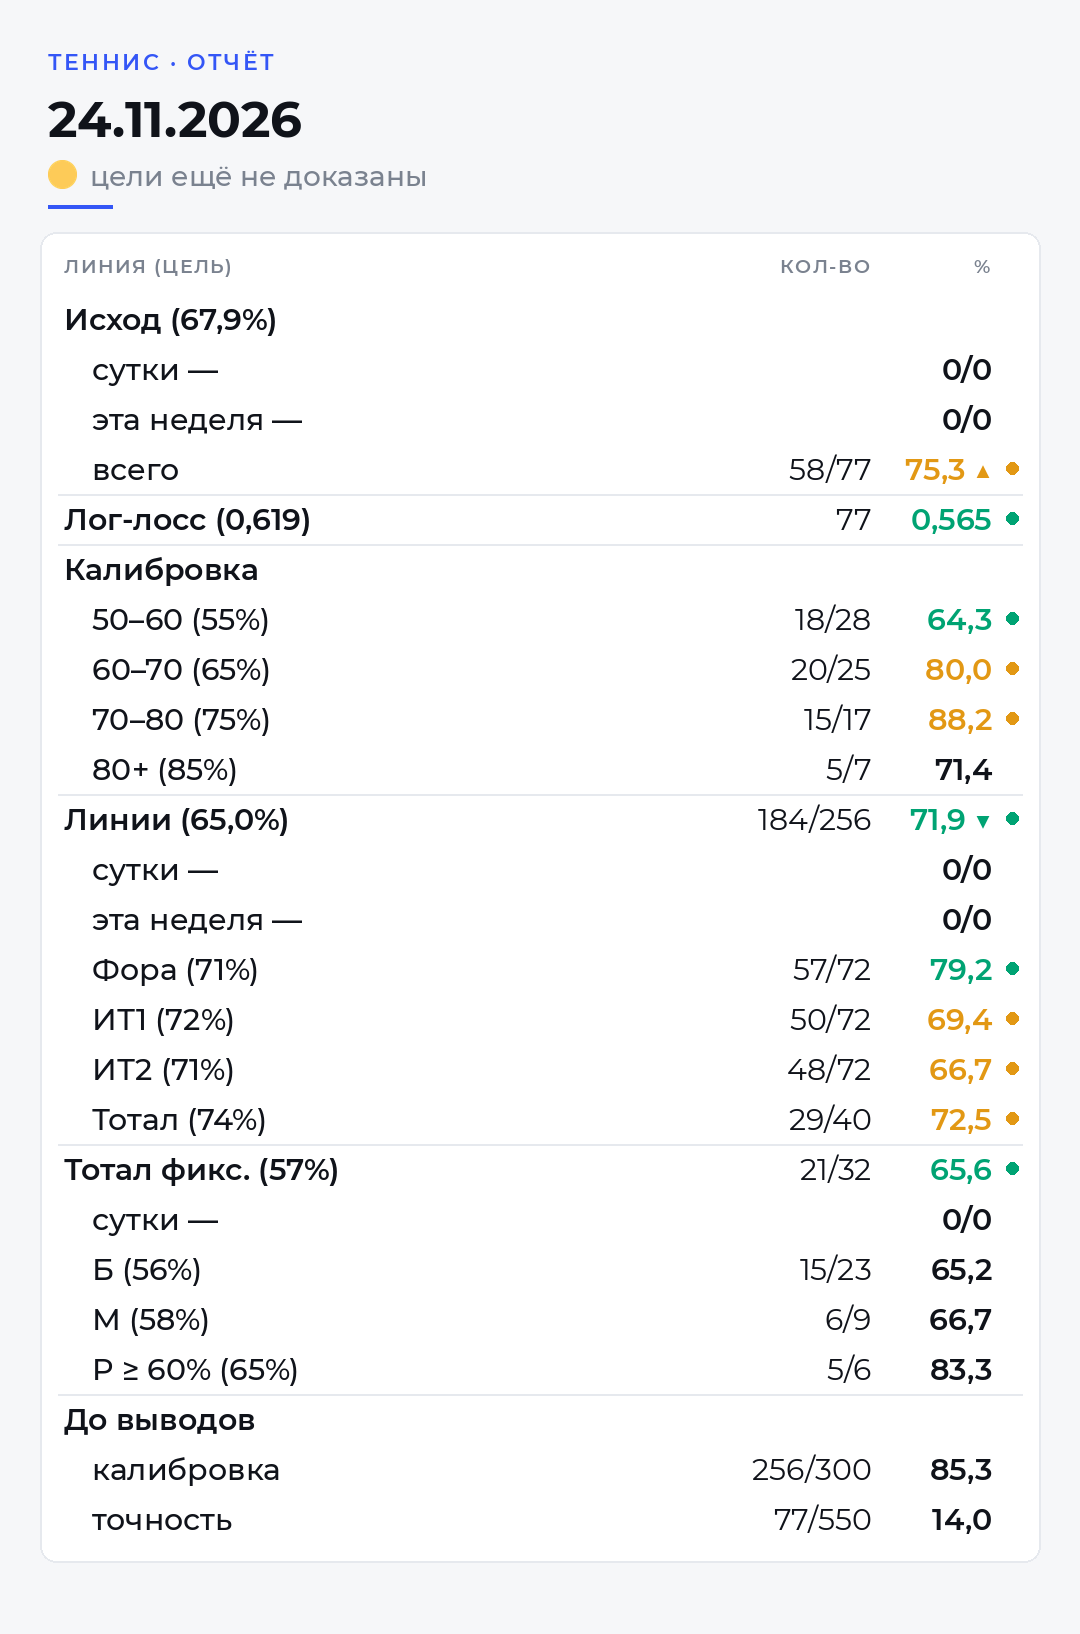 ТЕННИС · ОТЧЁТ
24.11.2026
цели ещё не доказаны
ЛИНИЯ (ЦЕЛЬ) КОЛ-ВО %
Исход (67,9%)
сутки — 0/0
эта неделя — 0/0
всего 58/77 75,3 ▲
Лог-лосс (0,619) 77 0,565
Калибровка
50–60 (55%) 18/28 64,3
60–70 (65%) 20/25 80,0
70–80 (75%) 15/17 88,2
80+ (85%) 5/7 71,4
Линии (65,0%) 184/256 71,9 ▼
сутки — 0/0
эта неделя — 0/0
Фора (71%) 57/72 79,2
ИТ1 (72%) 50/72 69,4
ИТ2 (71%) 48/72 66,7
Тотал (74%) 29/40 72,5
Тотал фикс. (57%) 21/32 65,6
сутки — 0/0
Б (56%) 15/23 65,2
М (58%) 6/9 66,7
Р ≥ 60% (65%) 5/6 83,3
До выводов
калибровка 256/300 85,3
точность 77/550 14,0